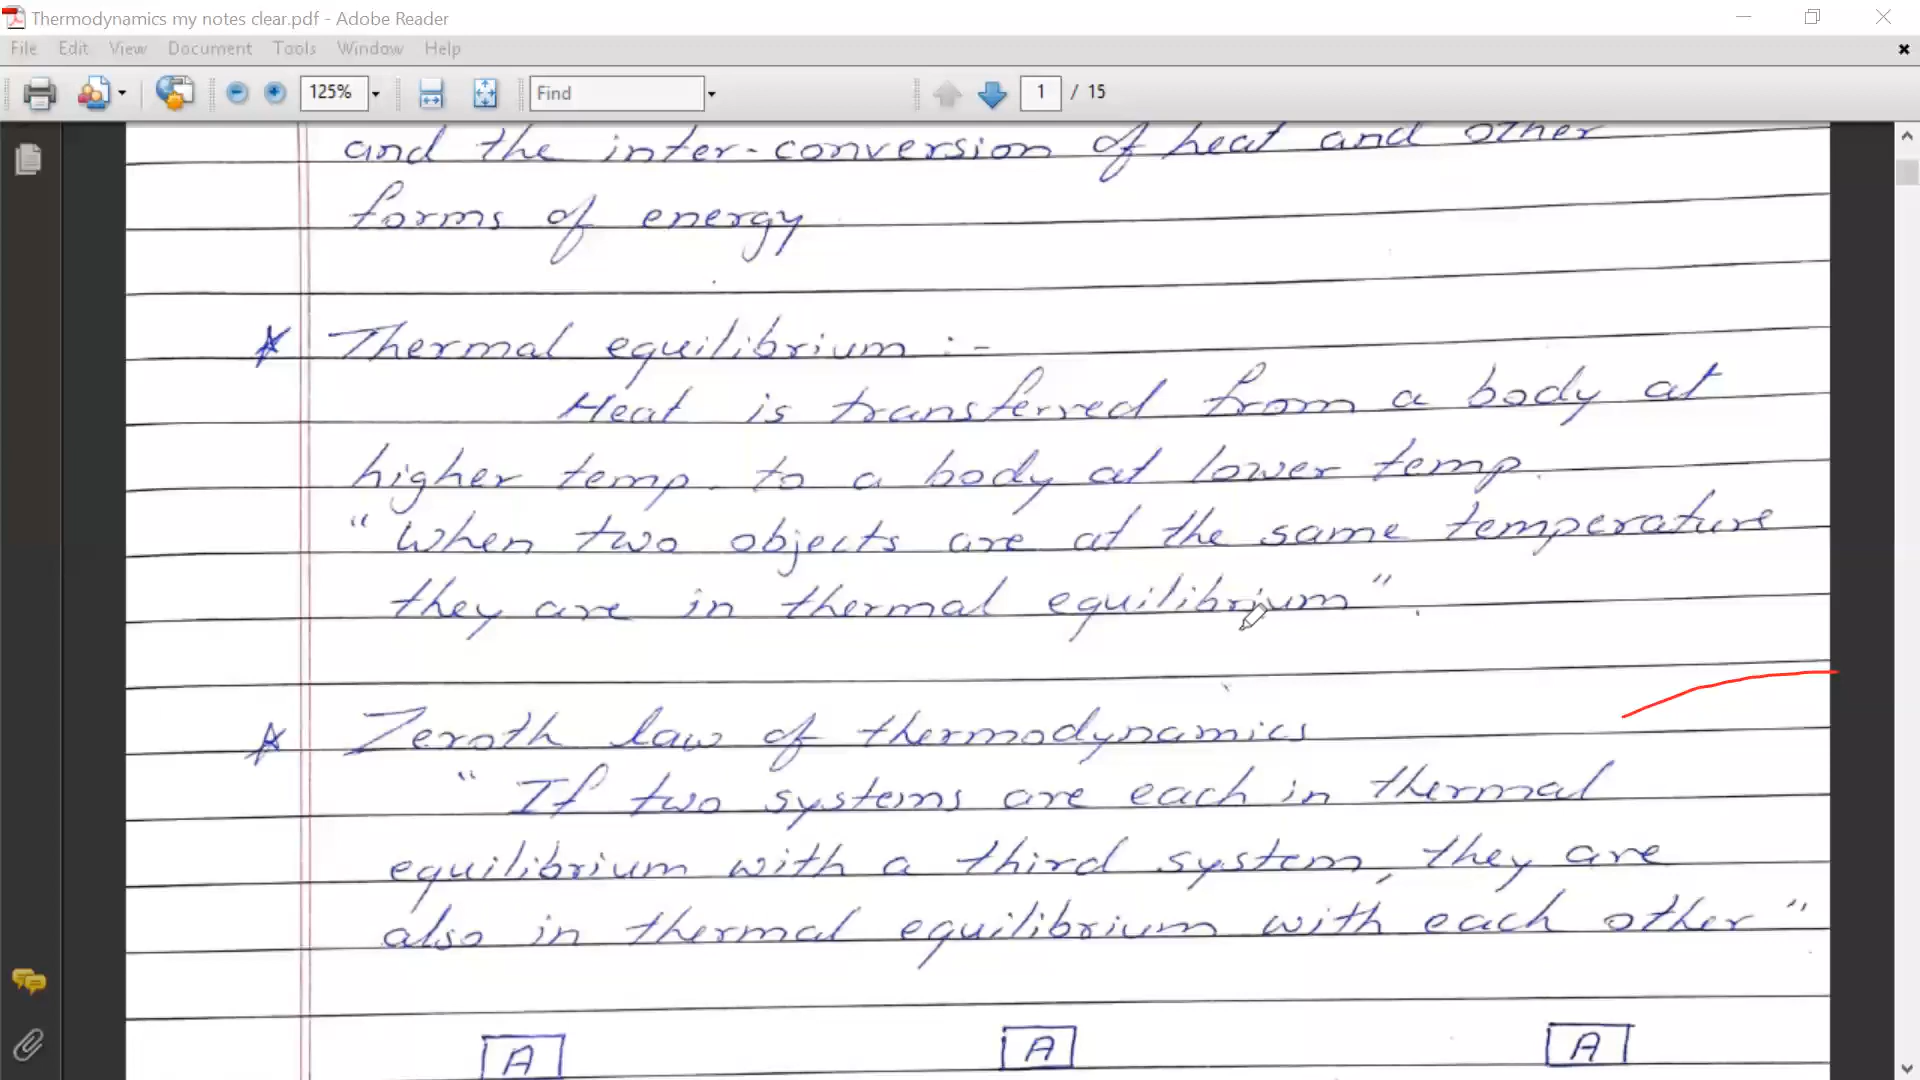 Thermodynamics my notes clear.pdf - Adobe Reader
File Edit View Document Tools Window Help
125% Find 1 / 15
and the inter-conversion of heat and other
forms of energy
* Thermal equilibrium :-
Heat is transferred from a body at
higher temp. to a body at lower temp.
"When two objects are at the same temperature
they are in thermal equilibrium".
* Zeroth law of thermodynamics
"If two systems are each in thermal
equilibrium with a third system, they are
also in thermal equilibrium with each other"
A A A